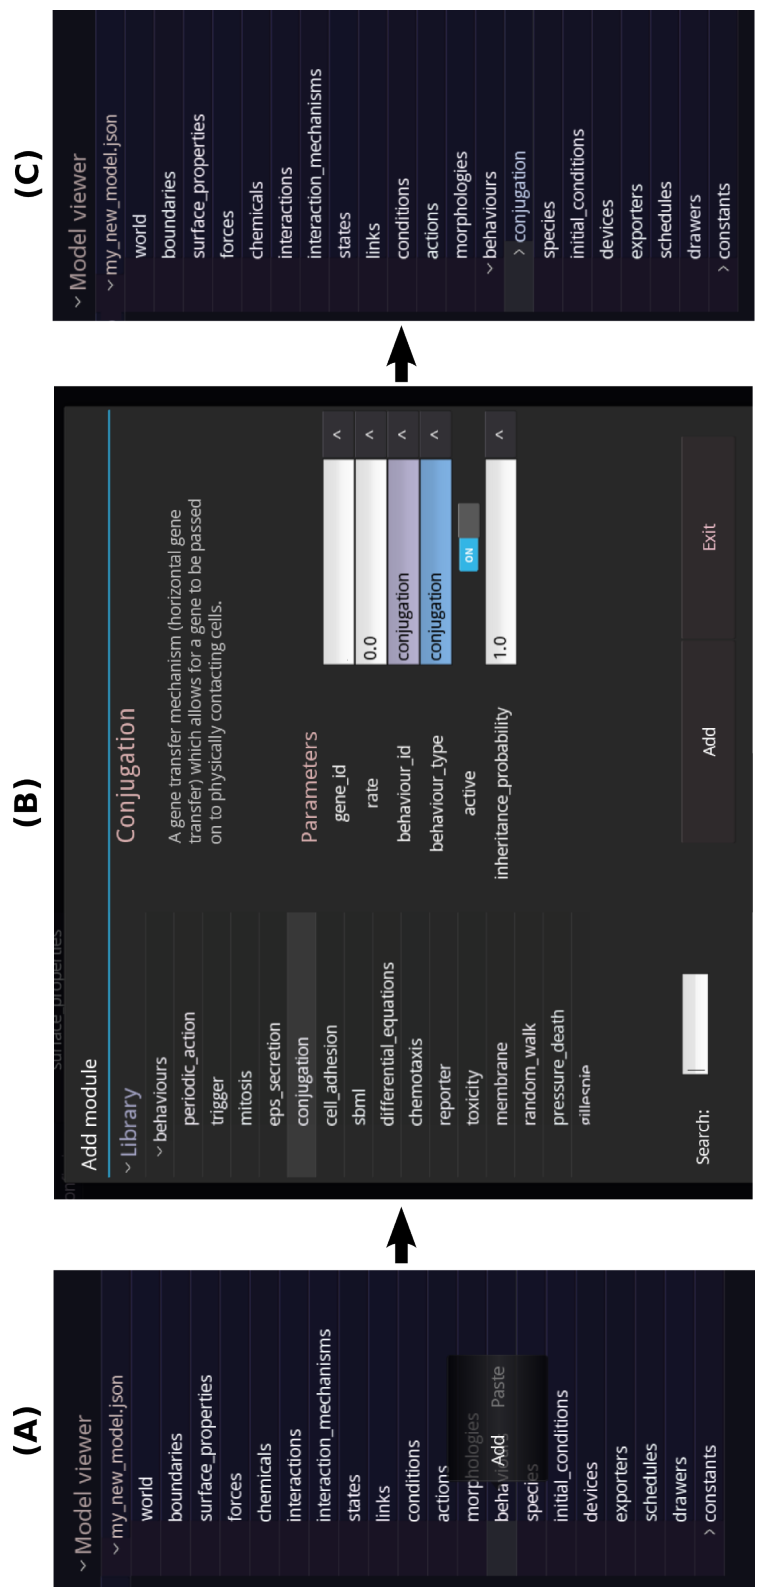 (A)
Model viewer
my_new_model.json
world
boundaries
surface_properties
forces
chemicals
interactions
interaction_mechanisms
states
links
conditions
actions
morphologies
behaviours
Add Paste
species
initial_conditions
devices
exporters
schedules
drawers
constants
(B)
surface_properties
Add module
Library
behaviours
periodic_action
trigger
mitosis
eps_secretion
conjugation
cell_adhesion
sbml
differential_equations
chemotaxis
reporter
toxicity
membrane
random_walk
pressure_death
gillespie
Search:
Conjugation
A gene transfer mechanism (horizontal gene
transfer) which allows for a gene to be passed
on to physically contacting cells.
Parameters
gene_id
rate 0.0
behaviour_id conjugation
behaviour_type conjugation
active ON
inheritance_probability 1.0
Add Exit
(C)
Model viewer
my_new_model.json
world
boundaries
surface_properties
forces
chemicals
interactions
interaction_mechanisms
states
links
conditions
actions
morphologies
behaviours
conjugation
species
initial_conditions
devices
exporters
schedules
drawers
constants